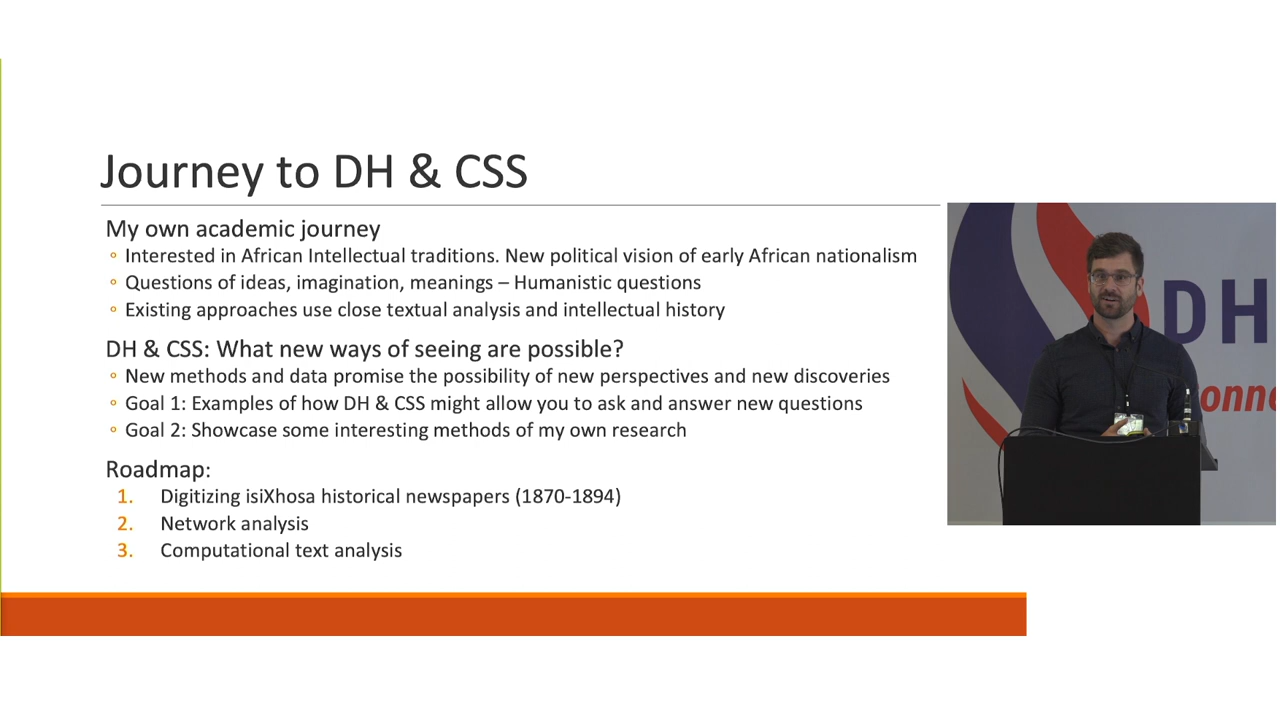 Journey to DH & CSS
My own academic journey
◦ Interested in African Intellectual traditions. New political vision of early African nationalism
◦ Questions of ideas, imagination, meanings – Humanistic questions
◦ Existing approaches use close textual analysis and intellectual history
DH & CSS: What new ways of seeing are possible?
◦ New methods and data promise the possibility of new perspectives and new discoveries
◦ Goal 1: Examples of how DH & CSS might allow you to ask and answer new questions
◦ Goal 2: Showcase some interesting methods of my own research
Roadmap:
1. Digitizing isiXhosa historical newspapers (1870-1894)
2. Network analysis
3. Computational text analysis
DH
onne